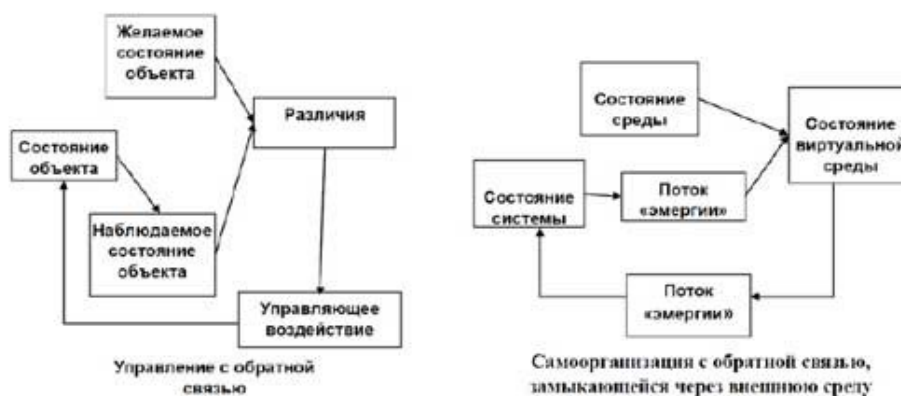 Желаемое
состояние
объекта
Различия
Состояние
объекта
Наблюдаемое
состояние
объекта
Управляющее
воздействие
Управление с обратной
связью
Состояние
среды
Состояние
виртуальной
среды
Состояние
системы
Поток
«эмергии»
Поток
«эмергии»
Самоорганизация с обратной связью,
замыкающейся через внешнюю среду